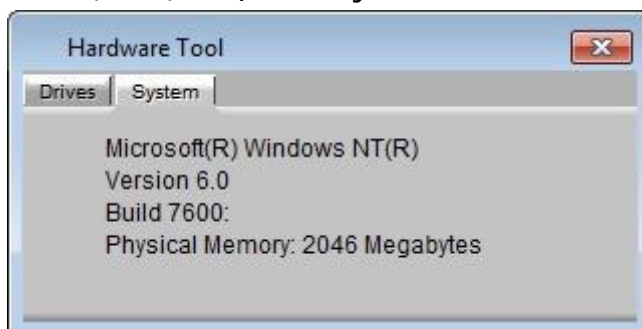 Hardware Tool
Drives System
Microsoft(R) Windows NT(R)
Version 6.0
Build 7600:
Physical Memory: 2046 Megabytes